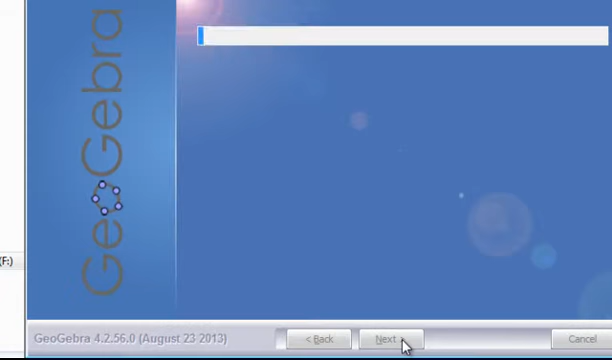 GeoGebra
(F:)
GeoGebra 4.2.56.0 (August 23 2013)
< Back
Next >
Cancel